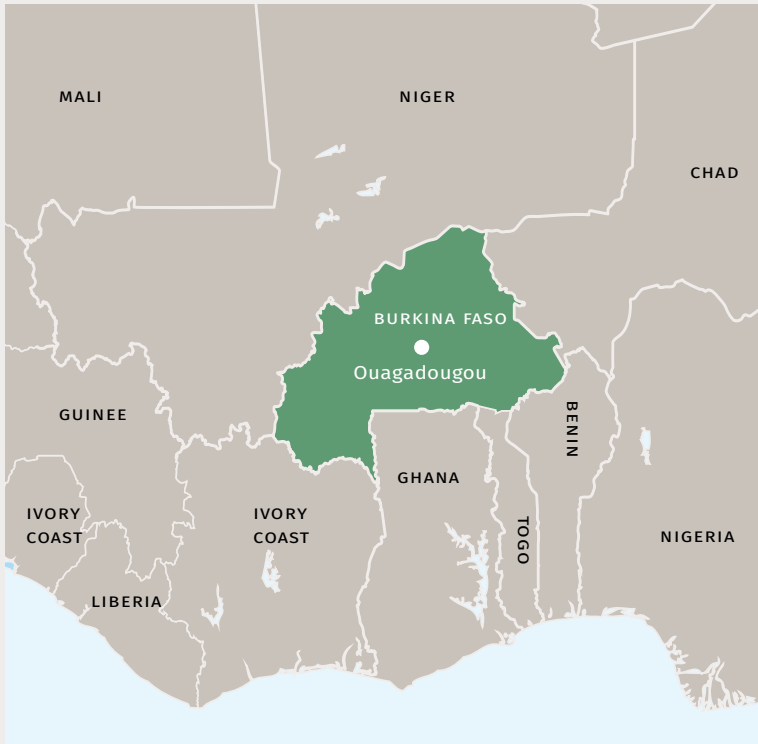 MALI
NIGER
CHAD
BURKINA FASO
Ouagadougou
GUINEE
BENIN
GHANA
IVORY
COAST
IVORY
COAST
TOGO
NIGERIA
LIBERIA